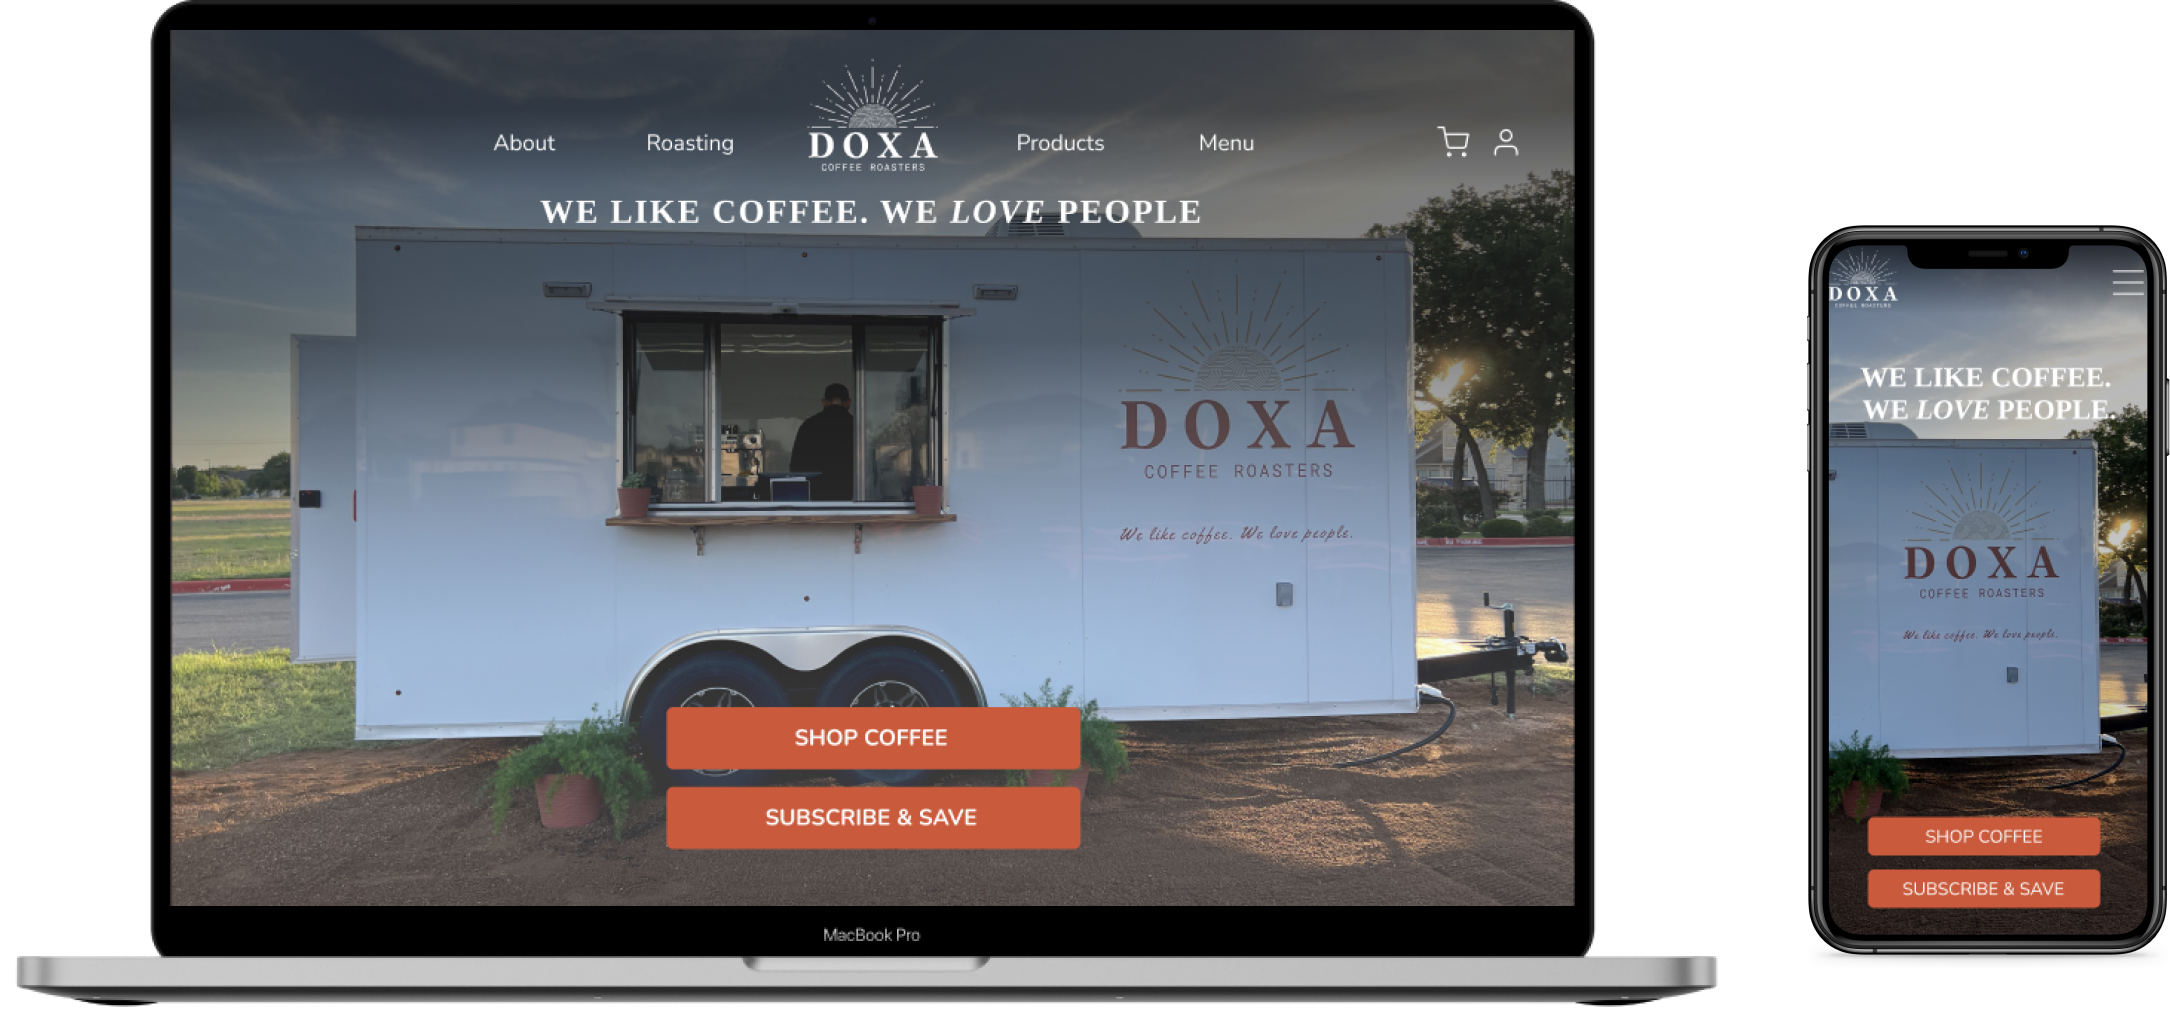 About
Roasting
DOXA
COFFEE ROASTERS
Products
Menu
WE LIKE COFFEE. WE LOVE PEOPLE
DOXA
COFFEE ROASTERS
We like coffee. We love people.
SHOP COFFEE
SUBSCRIBE & SAVE
MacBook Pro
DOXA
COFFEE ROASTERS
WE LIKE COFFEE.
WE LOVE PEOPLE.
DOXA
COFFEE ROASTERS
We like coffee. We love people.
SHOP COFFEE
SUBSCRIBE & SAVE